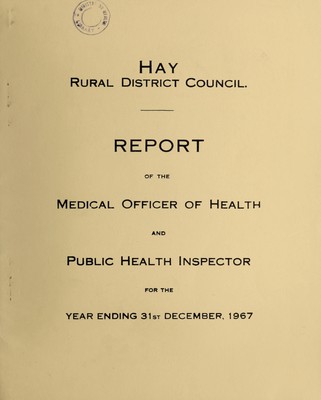 HAY
RURAL DISTRICT COUNCIL.
REPORT
OF THE
MEDICAL OFFICER OF HEALTH
AND
PUBLIC HEALTH INSPECTOR
FOR THE
YEAR ENDING 31ST DECEMBER, 1967